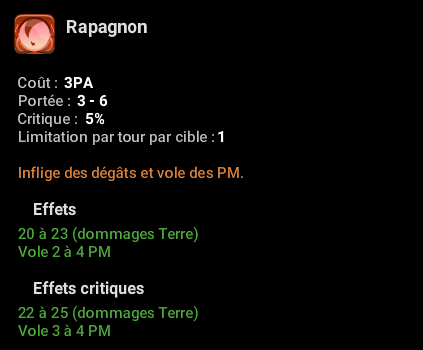 Rapagnon
Coût : 3PA
Portée : 3 - 6
Critique : 5%
Limitation par tour par cible : 1
Inflige des dégâts et vole des PM.
Effets
20 à 23 (dommages Terre)
Vole 2 à 4 PM
Effets critiques
22 à 25 (dommages Terre)
Vole 3 à 4 PM